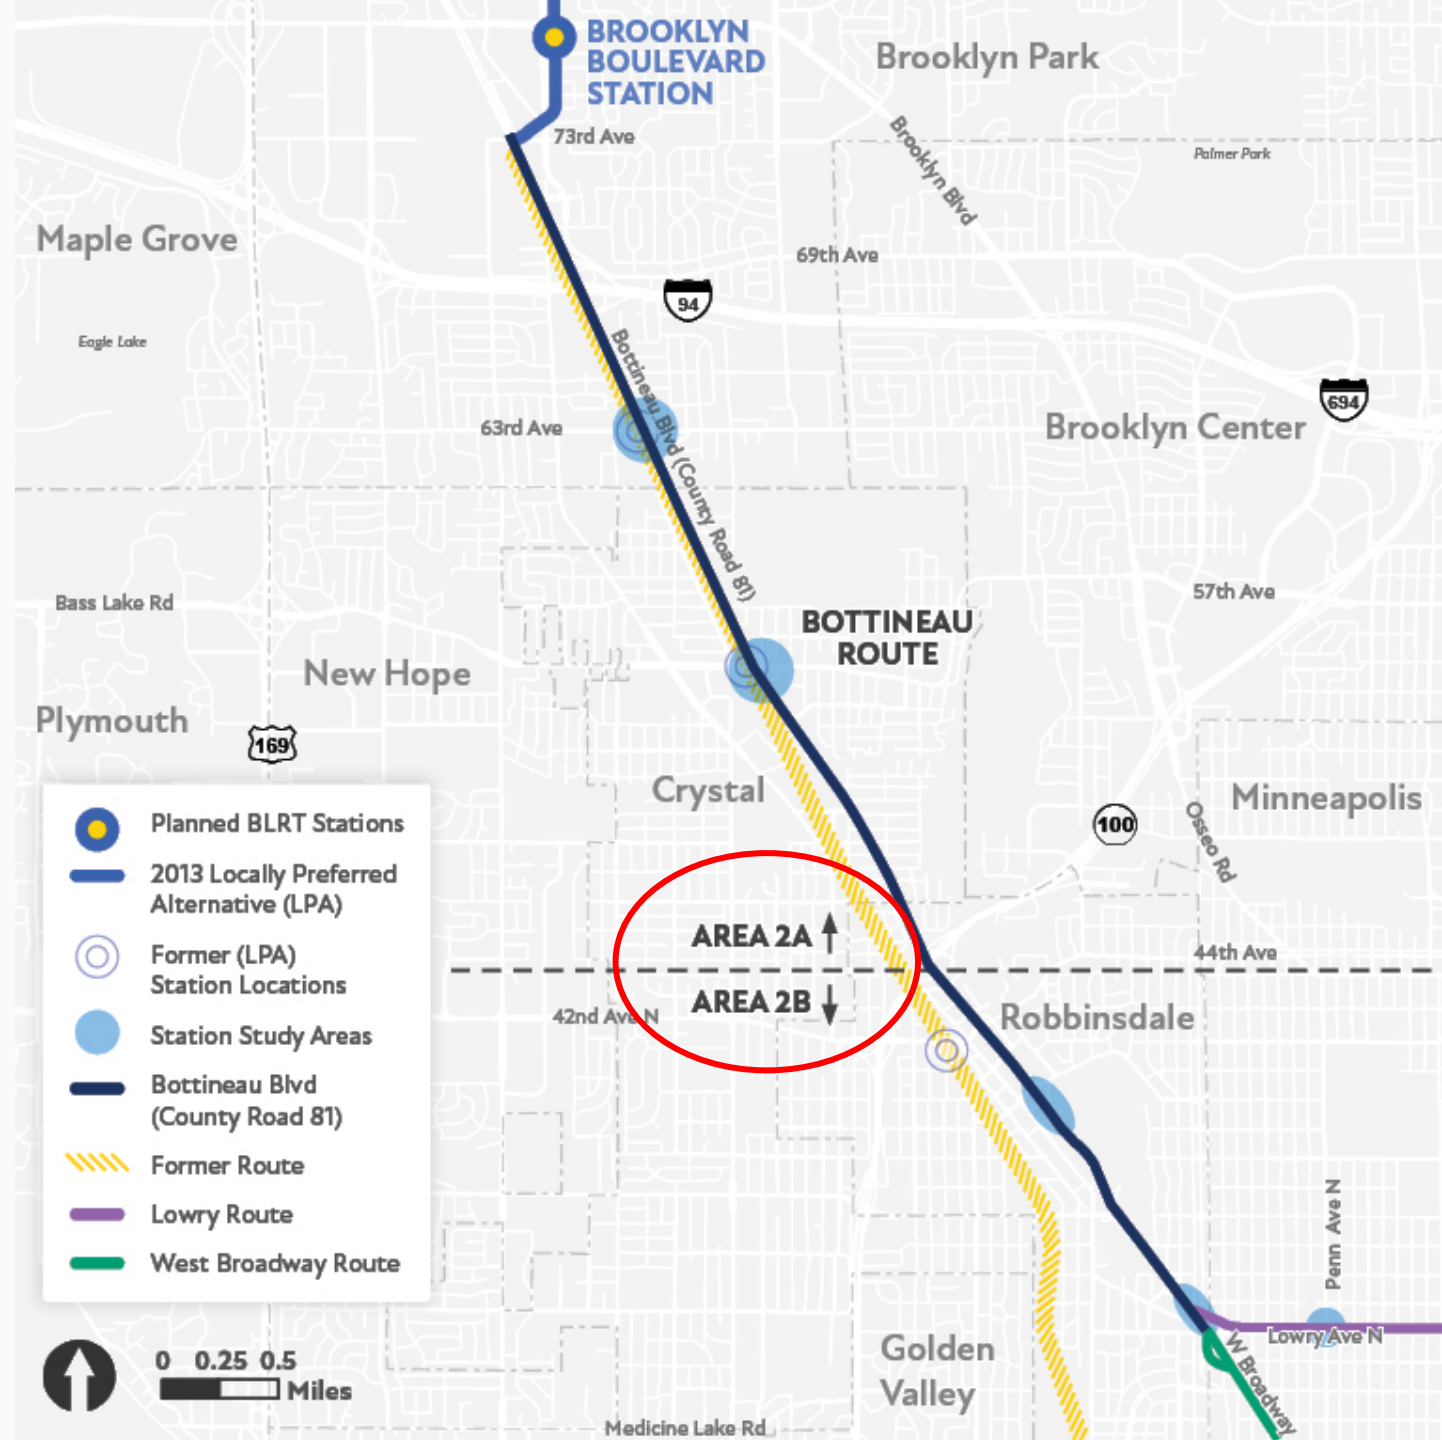 BROOKLYN
BOULEVARD
STATION
Brooklyn Park
73rd Ave
Brooklyn Blvd
Palmer Park
Maple Grove
69th Ave
94
Eagle Lake
Bottineau Blvd (County Road 81)
694
63rd Ave
Brooklyn Center
57th Ave
Bass Lake Rd
BOTTINEAU
ROUTE
New Hope
Plymouth
169
Crystal
Minneapolis
100
Osseo Rd
Planned BLRT Stations
2013 Locally Preferred
Alternative (LPA)
Former (LPA)
Station Locations
Station Study Areas
Bottineau Blvd
(County Road 81)
Former Route
Lowry Route
West Broadway Route
AREA 2A
44th Ave
AREA 2B
42nd Ave N
Robbinsdale
Penn Ave N
Lowry Ave N
W Broadway
Golden
Valley
0 0.25 0.5
Miles
Medicine Lake Rd